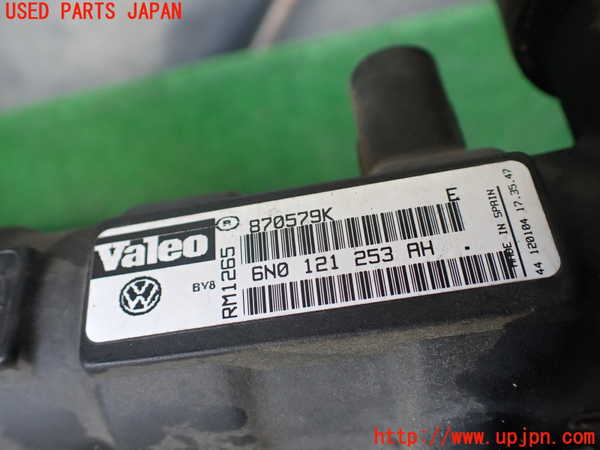 USED PARTS JAPAN
Valeo
R
870579K
E
BV8
RM1265
6N0 121 253 AH .
MADE IN SPAIN
44 120104 17.35.47
http://www.upjpn.com/